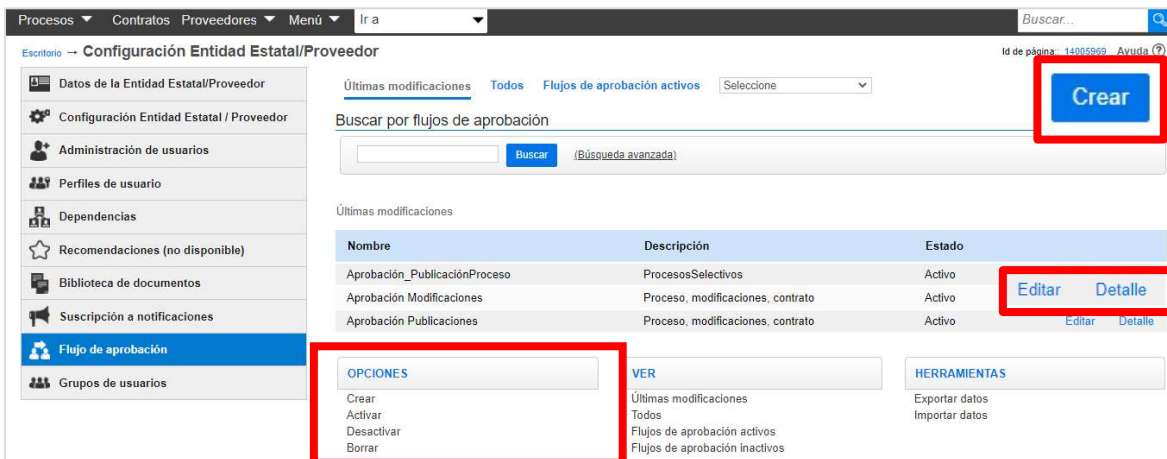 Procesos Contratos Proveedores Menú Ir a Buscar...
Escritorio → Configuración Entidad Estatal/Proveedor Id de página:: 14005969 Ayuda (?)
Datos de la Entidad Estatal/Proveedor
Configuración Entidad Estatal / Proveedor
Administración de usuarios
Perfiles de usuario
Dependencias
Recomendaciones (no disponible)
Biblioteca de documentos
Suscripción a notificaciones
Flujo de aprobación
Grupos de usuarios
Últimas modificaciones Todos Flujos de aprobación activos Seleccione
Crear
Buscar por flujos de aprobación
Buscar (Búsqueda avanzada)
Últimas modificaciones
Nombre Descripción Estado
Aprobación_PublicaciónProceso ProcesosSelectivos Activo
Aprobación Modificaciones Proceso, modificaciones, contrato Activo Editar Detalle
Aprobación Publicaciones Proceso, modificaciones, contrato Activo Editar Detalle
OPCIONES
Crear
Activar
Desactivar
Borrar
VER
Últimas modificaciones
Todos
Flujos de aprobación activos
Flujos de aprobación inactivos
HERRAMIENTAS
Exportar datos
Importar datos